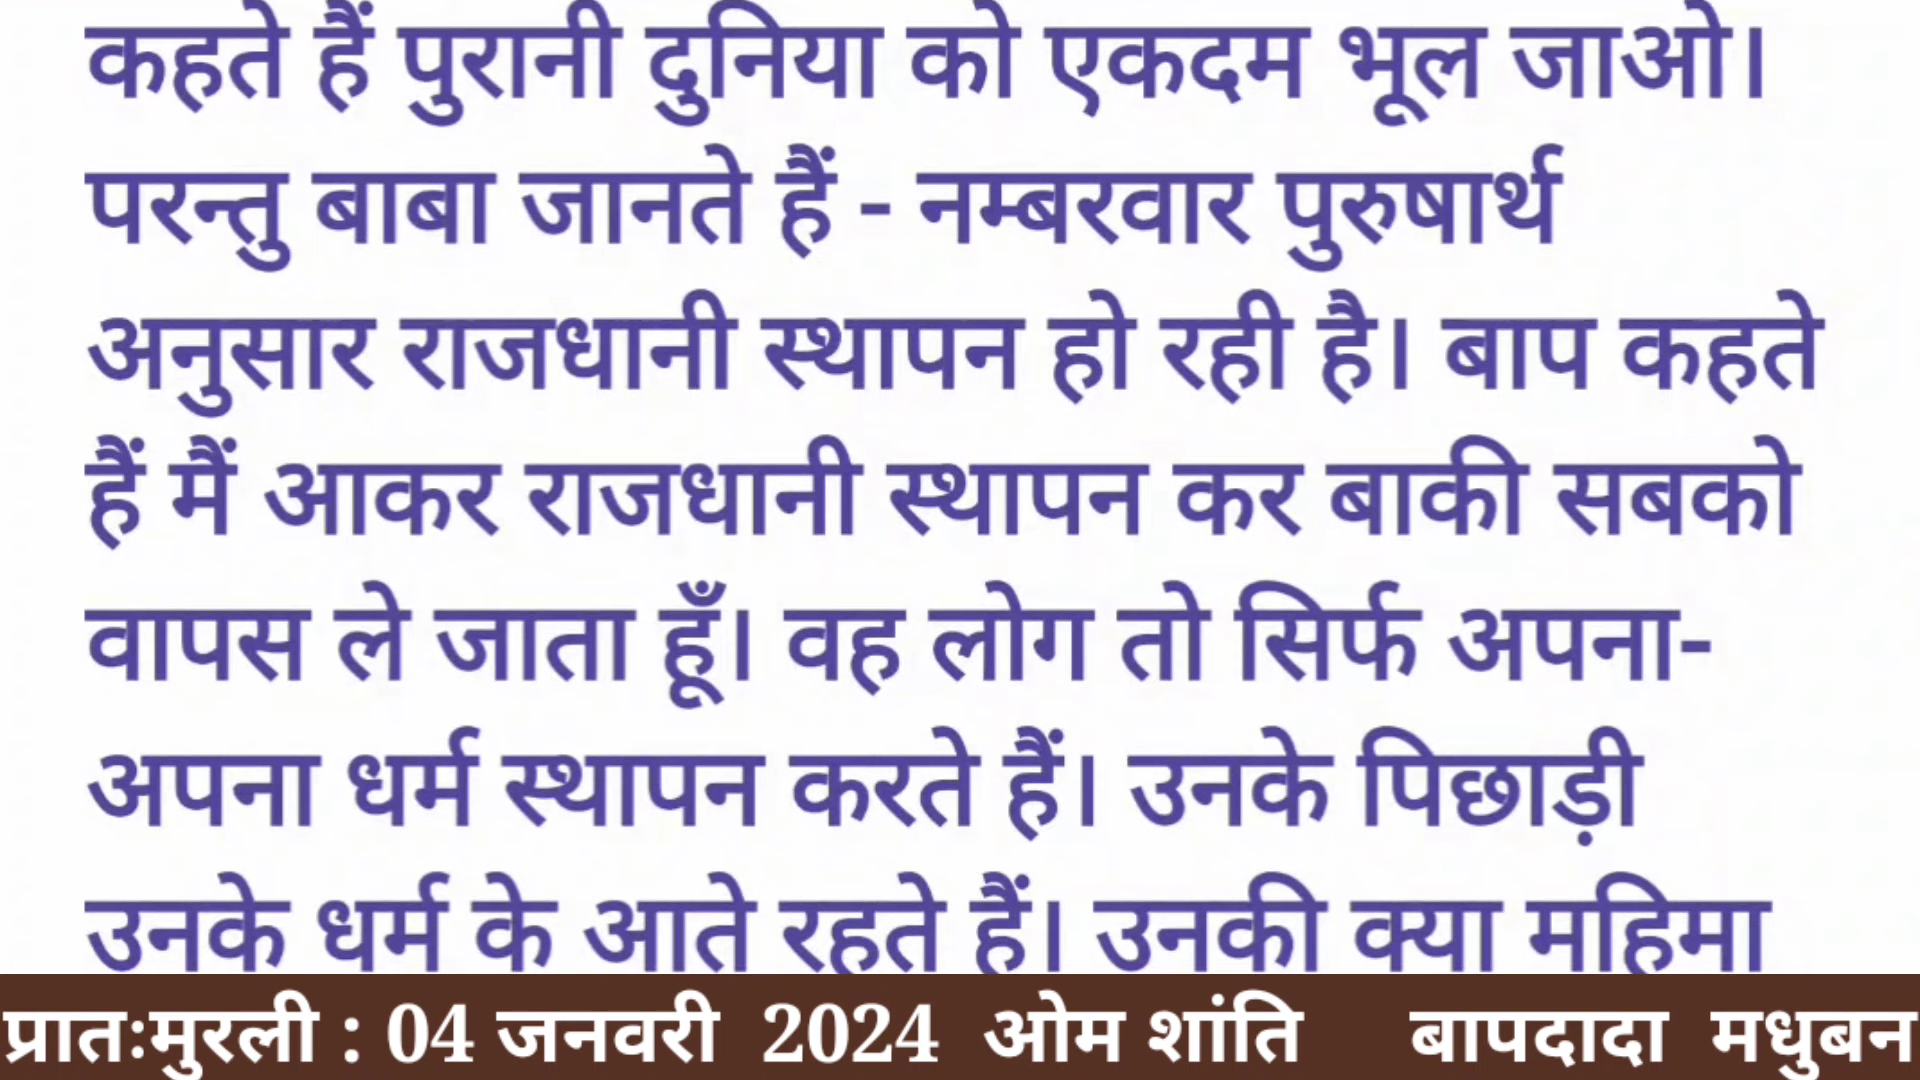 कहते हैं पुरानी दुनिया को एकदम भूल जाओ।
परन्तु बाबा जानते हैं - नम्बरवार पुरुषार्थ
अनुसार राजधानी स्थापन हो रही है। बाप कहते
हैं मैं आकर राजधानी स्थापन कर बाकी सबको
वापस ले जाता हूँ। वह लोग तो सिर्फ अपना-
अपना धर्म स्थापन करते हैं। उनके पिछाड़ी
उनके धर्म के आते रहते हैं। उनकी क्या महिमा
प्रातःमुरली : 04 जनवरी 2024 ओम शांति बापदादा मधुबन